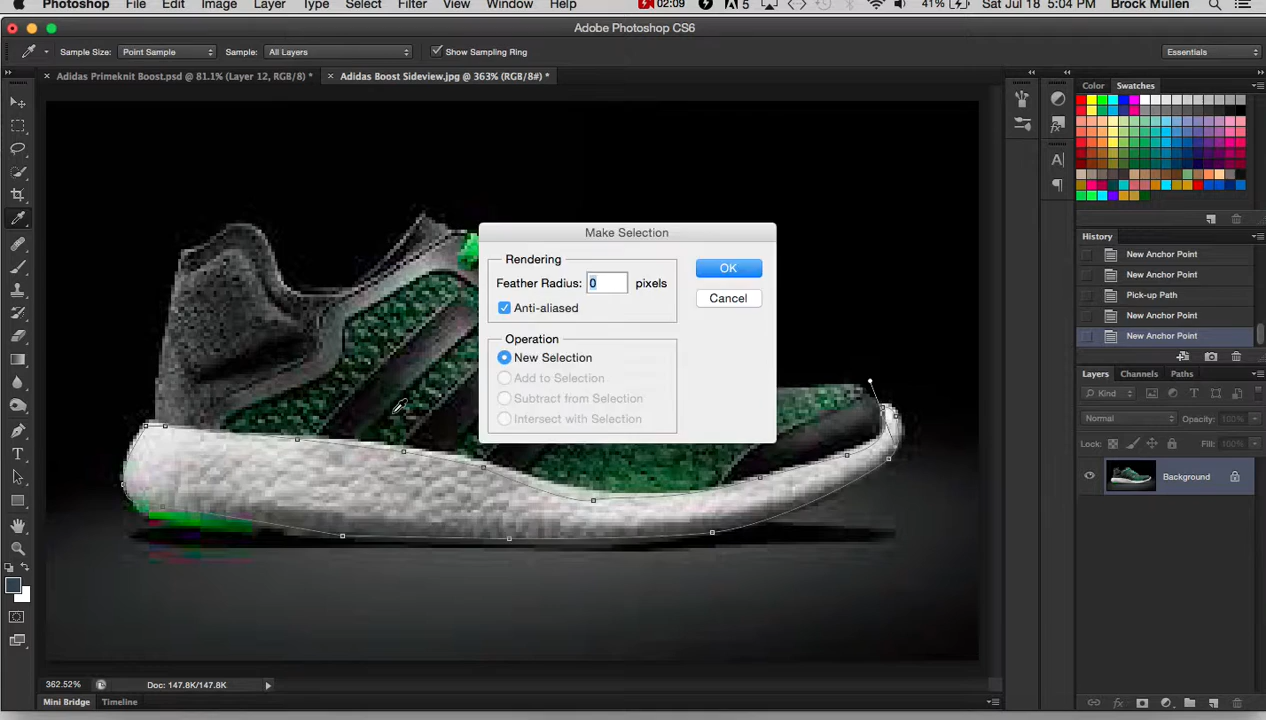 Photoshop File Edit Image Layer Type Select Filter View Window Help 02:09 5 41% Sat Jul 18 5:04 PM Brock Mullen
Adobe Photoshop CS6
Sample Size: Point Sample Sample: All Layers Show Sampling Ring Essentials
Adidas Primeknit Boost.psd @ 81.1% (Layer 12, RGB/8) * Adidas Boost Sideview.jpg @ 363% (RGB/8#) *
Color Swatches
Make Selection
Rendering
Feather Radius: 0 pixels
Anti-aliased
OK
Cancel
Operation
New Selection
Add to Selection
Subtract from Selection
Intersect with Selection
History
New Anchor Point
New Anchor Point
Pick-up Path
New Anchor Point
New Anchor Point
Layers Channels Paths
Kind
Normal Opacity: 100%
Lock: Fill: 100%
Background
362.52% Doc: 147.8K/147.8K
Mini Bridge Timeline